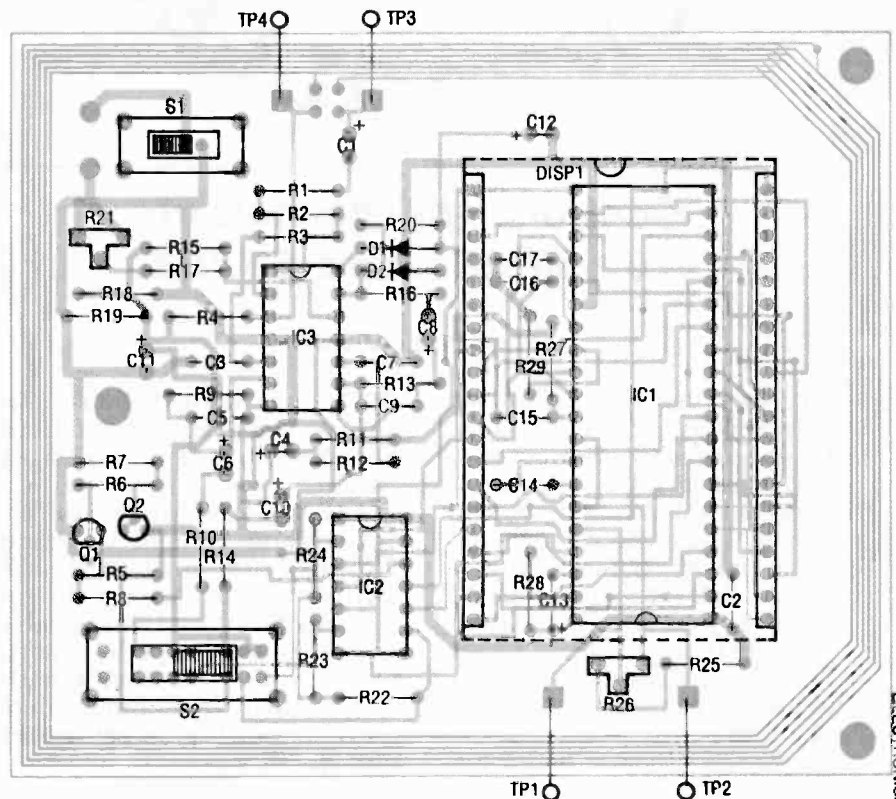 TP4 TP3
S1
C1
C12
DISP1
R1
R2
R21
R20
R3
R15
D1
C17
R17
D2
C16
R18
R16
R19
R4
IC3
C8
R27
C11
C3
C7
R29
R9
R13
IC1
C5
C9
C15
R11
C4
R7
C6
R12
R6
C14
C10
Q2
R10
R14
R24
Q1
R28
R5
IC2
R8
C13
C2
R23
R25
S2
R22
R26
TP1 TP2